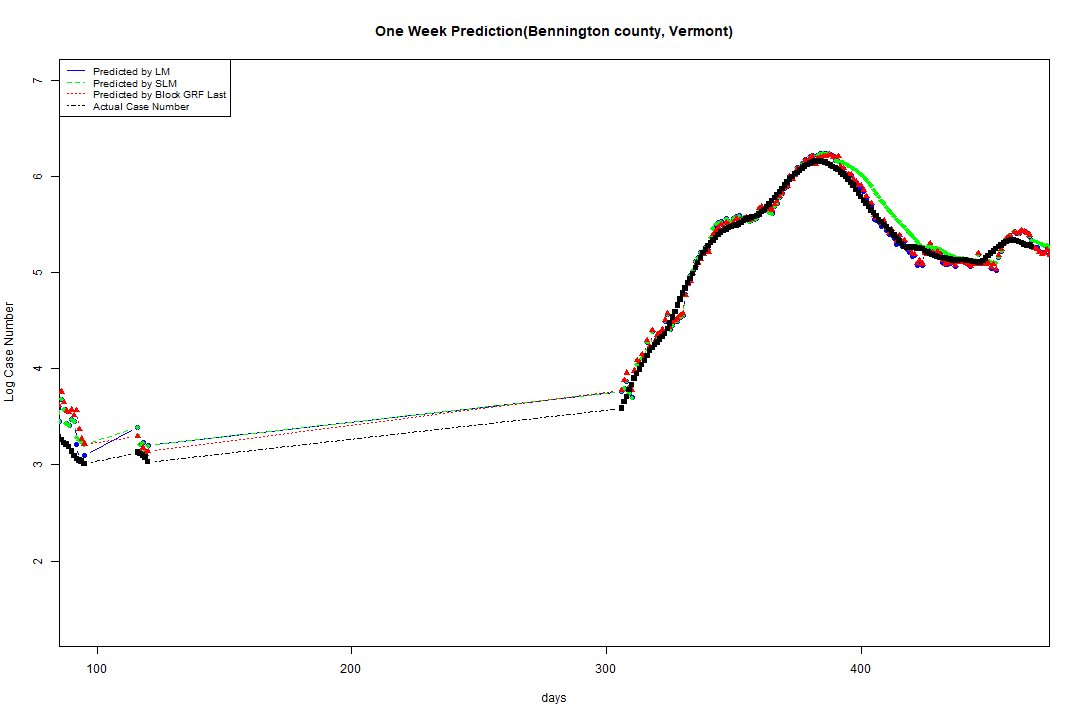 One Week Prediction(Bennington county, Vermont)
Predicted by LM
Predicted by SLM
Predicted by Block GRF Last
Actual Case Number
7
6
5
4
3
2
Log Case Number
100 200 300 400
days